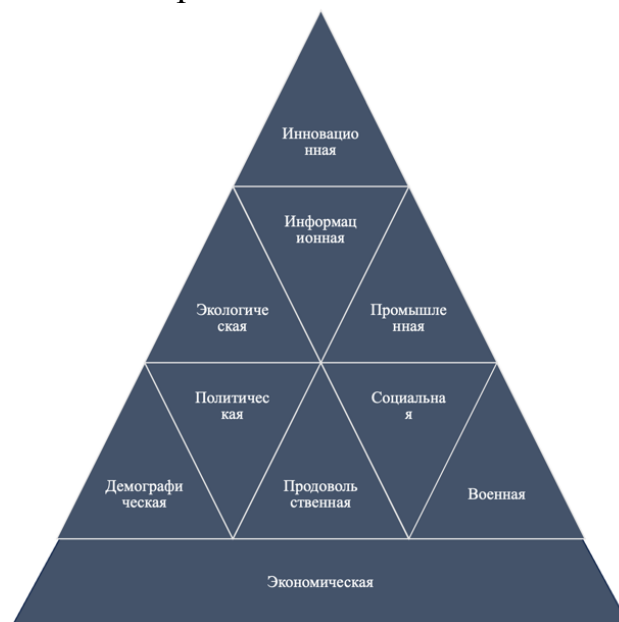 Инновацио
нная
Информац
ионная
Экологиче
ская
Промышле
нная
Политичес
кая
Социальна
я
Демографи
ческая
Продоволь
ственная
Военная
Экономическая